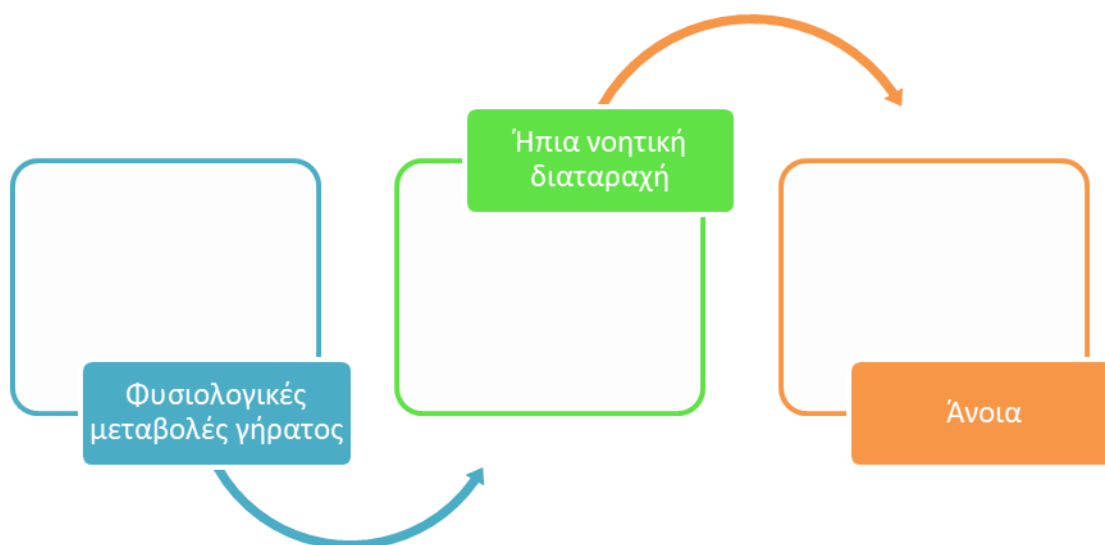 Ήπια νοητική
διαταραχή
Φυσιολογικές
μεταβολές γήρατος
Άνοια